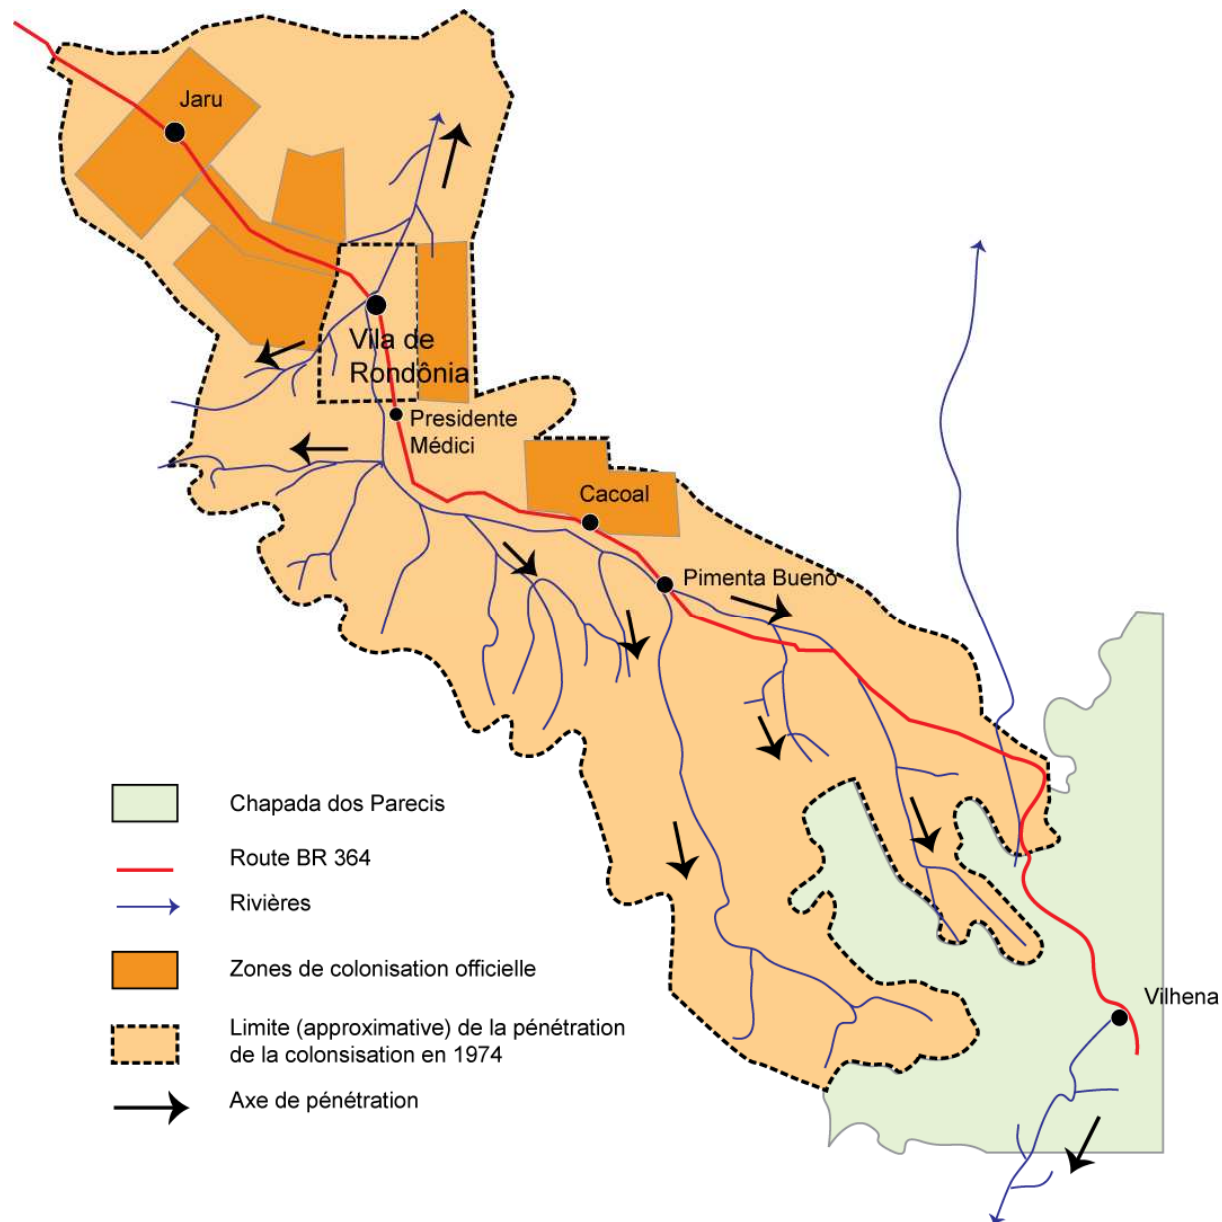 Jaru
Vila de
Rondônia
Presidente
Médici
Cacoal
Pimenta Bueno
Chapada dos Parecis
Route BR 364
Rivières
Zones de colonisation officielle
Limite (approximative) de la pénétration
de la colonsisation en 1974
Axe de pénétration
Vilhena